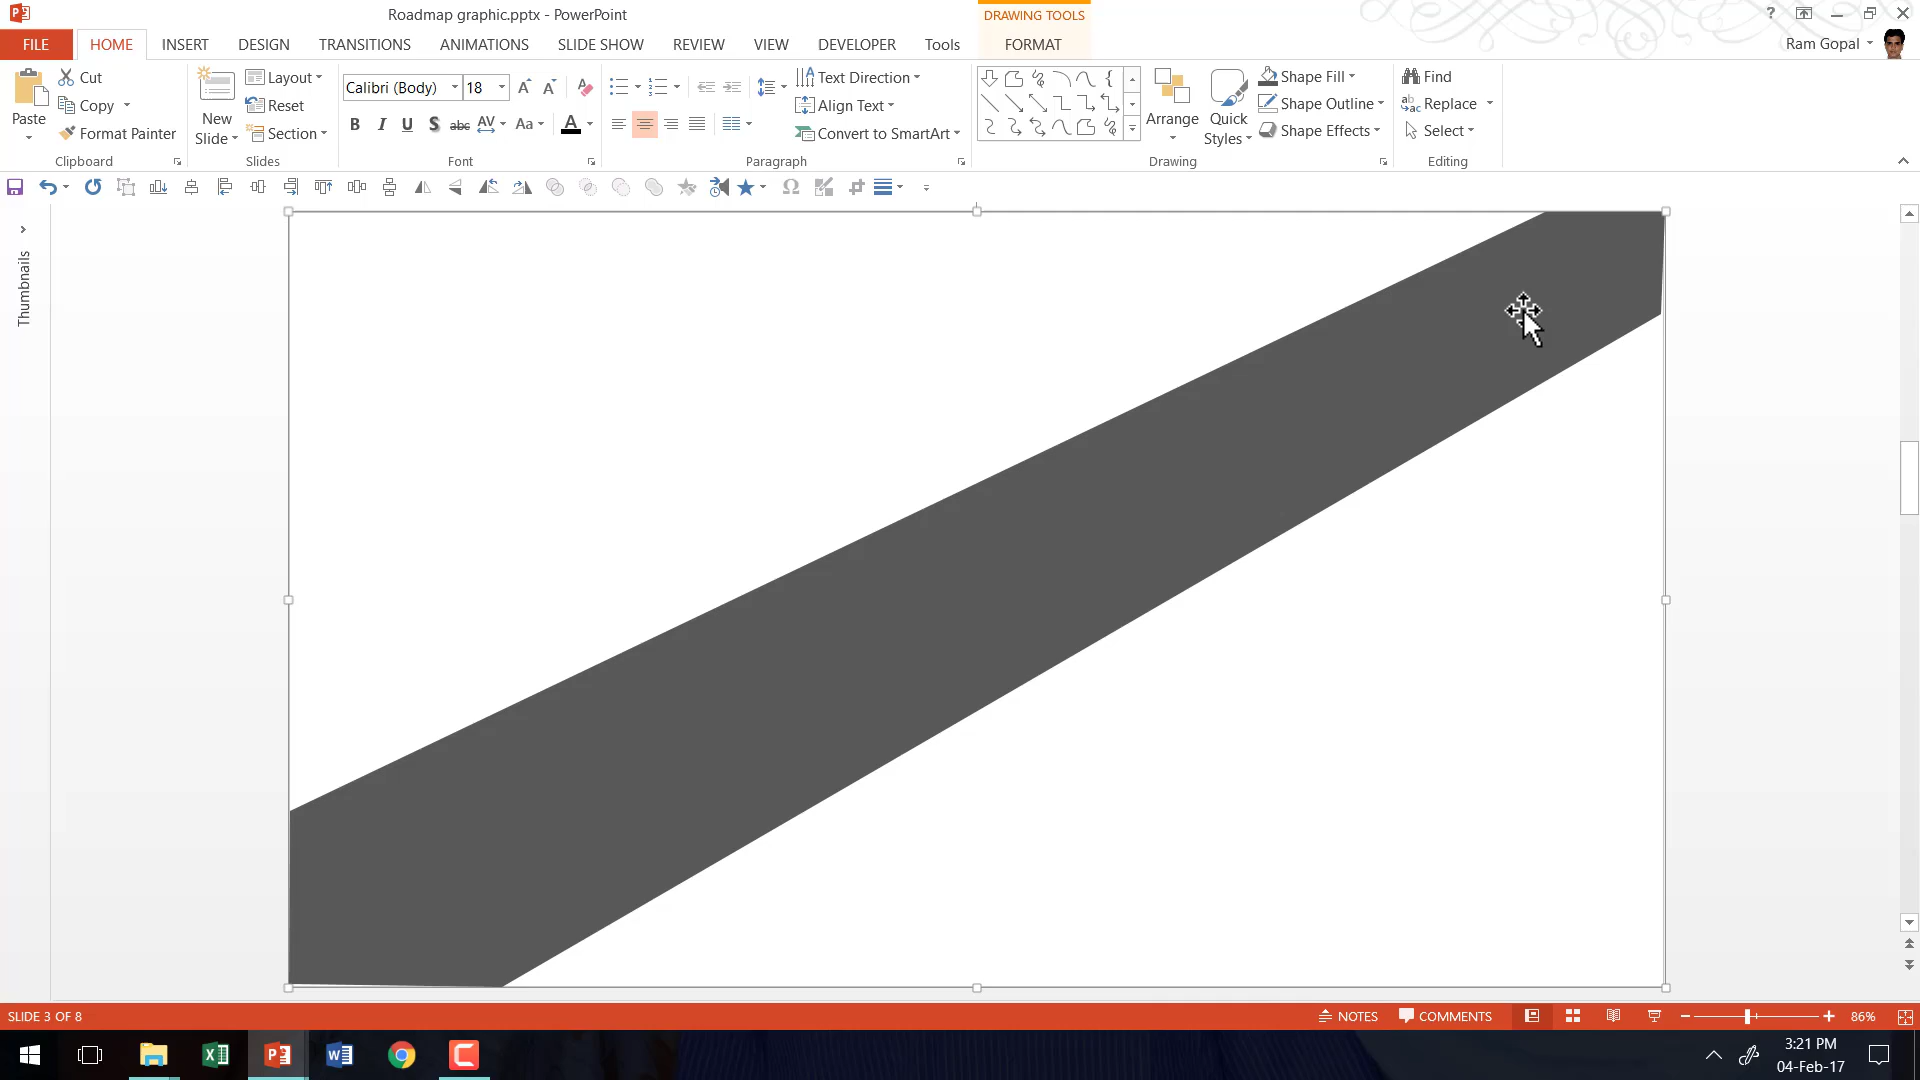 Roadmap graphic.pptx - PowerPoint
DRAWING TOOLS
?
FILE HOME INSERT DESIGN TRANSITIONS ANIMATIONS SLIDE SHOW REVIEW VIEW DEVELOPER Tools FORMAT Ram Gopal
Paste
Cut
Copy
Format Painter
Clipboard
New
Slide
Layout
Reset
Section
Slides
Calibri (Body) 18
B I U S abc AV Aa A
Font
Text Direction
Align Text
Convert to SmartArt
Paragraph
Arrange
Quick
Styles
Shape Fill
Shape Outline
Shape Effects
Drawing
Find
Replace
Select
Editing
Thumbnails
SLIDE 3 OF 8
NOTES COMMENTS 86%
3:21 PM
04-Feb-17